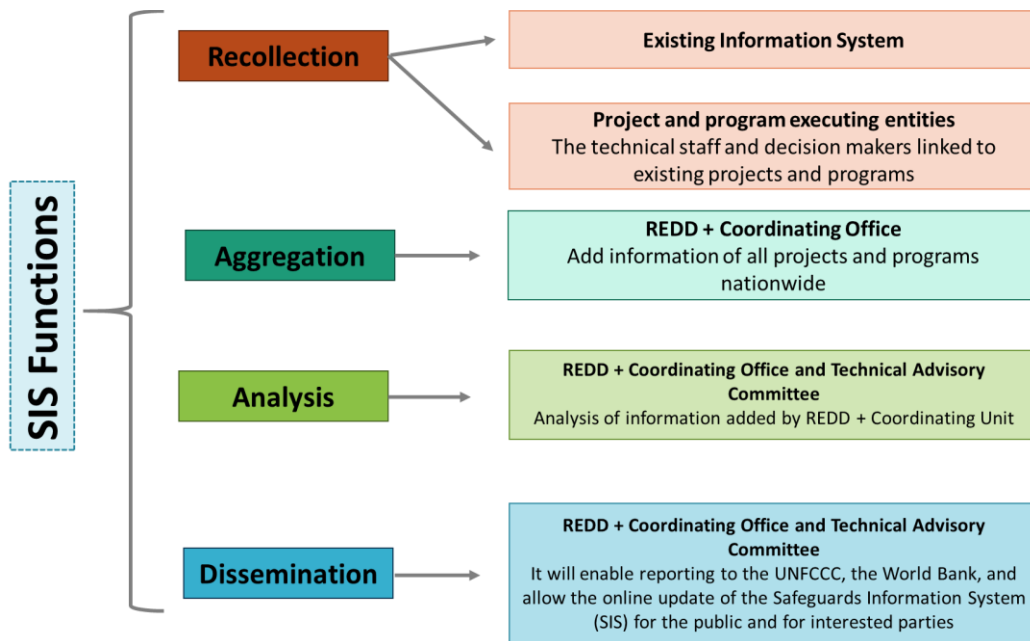 SIS Functions
Recollection
Existing Information System
Project and program executing entities
The technical staff and decision makers linked to
existing projects and programs
Aggregation
REDD + Coordinating Office
Add information of all projects and programs
nationwide
Analysis
REDD + Coordinating Office and Technical Advisory
Committee
Analysis of information added by REDD + Coordinating Unit
Dissemination
REDD + Coordinating Office and Technical Advisory
Committee
It will enable reporting to the UNFCCC, the World Bank, and
allow the online update of the Safeguards Information System
(SIS) for the public and for interested parties